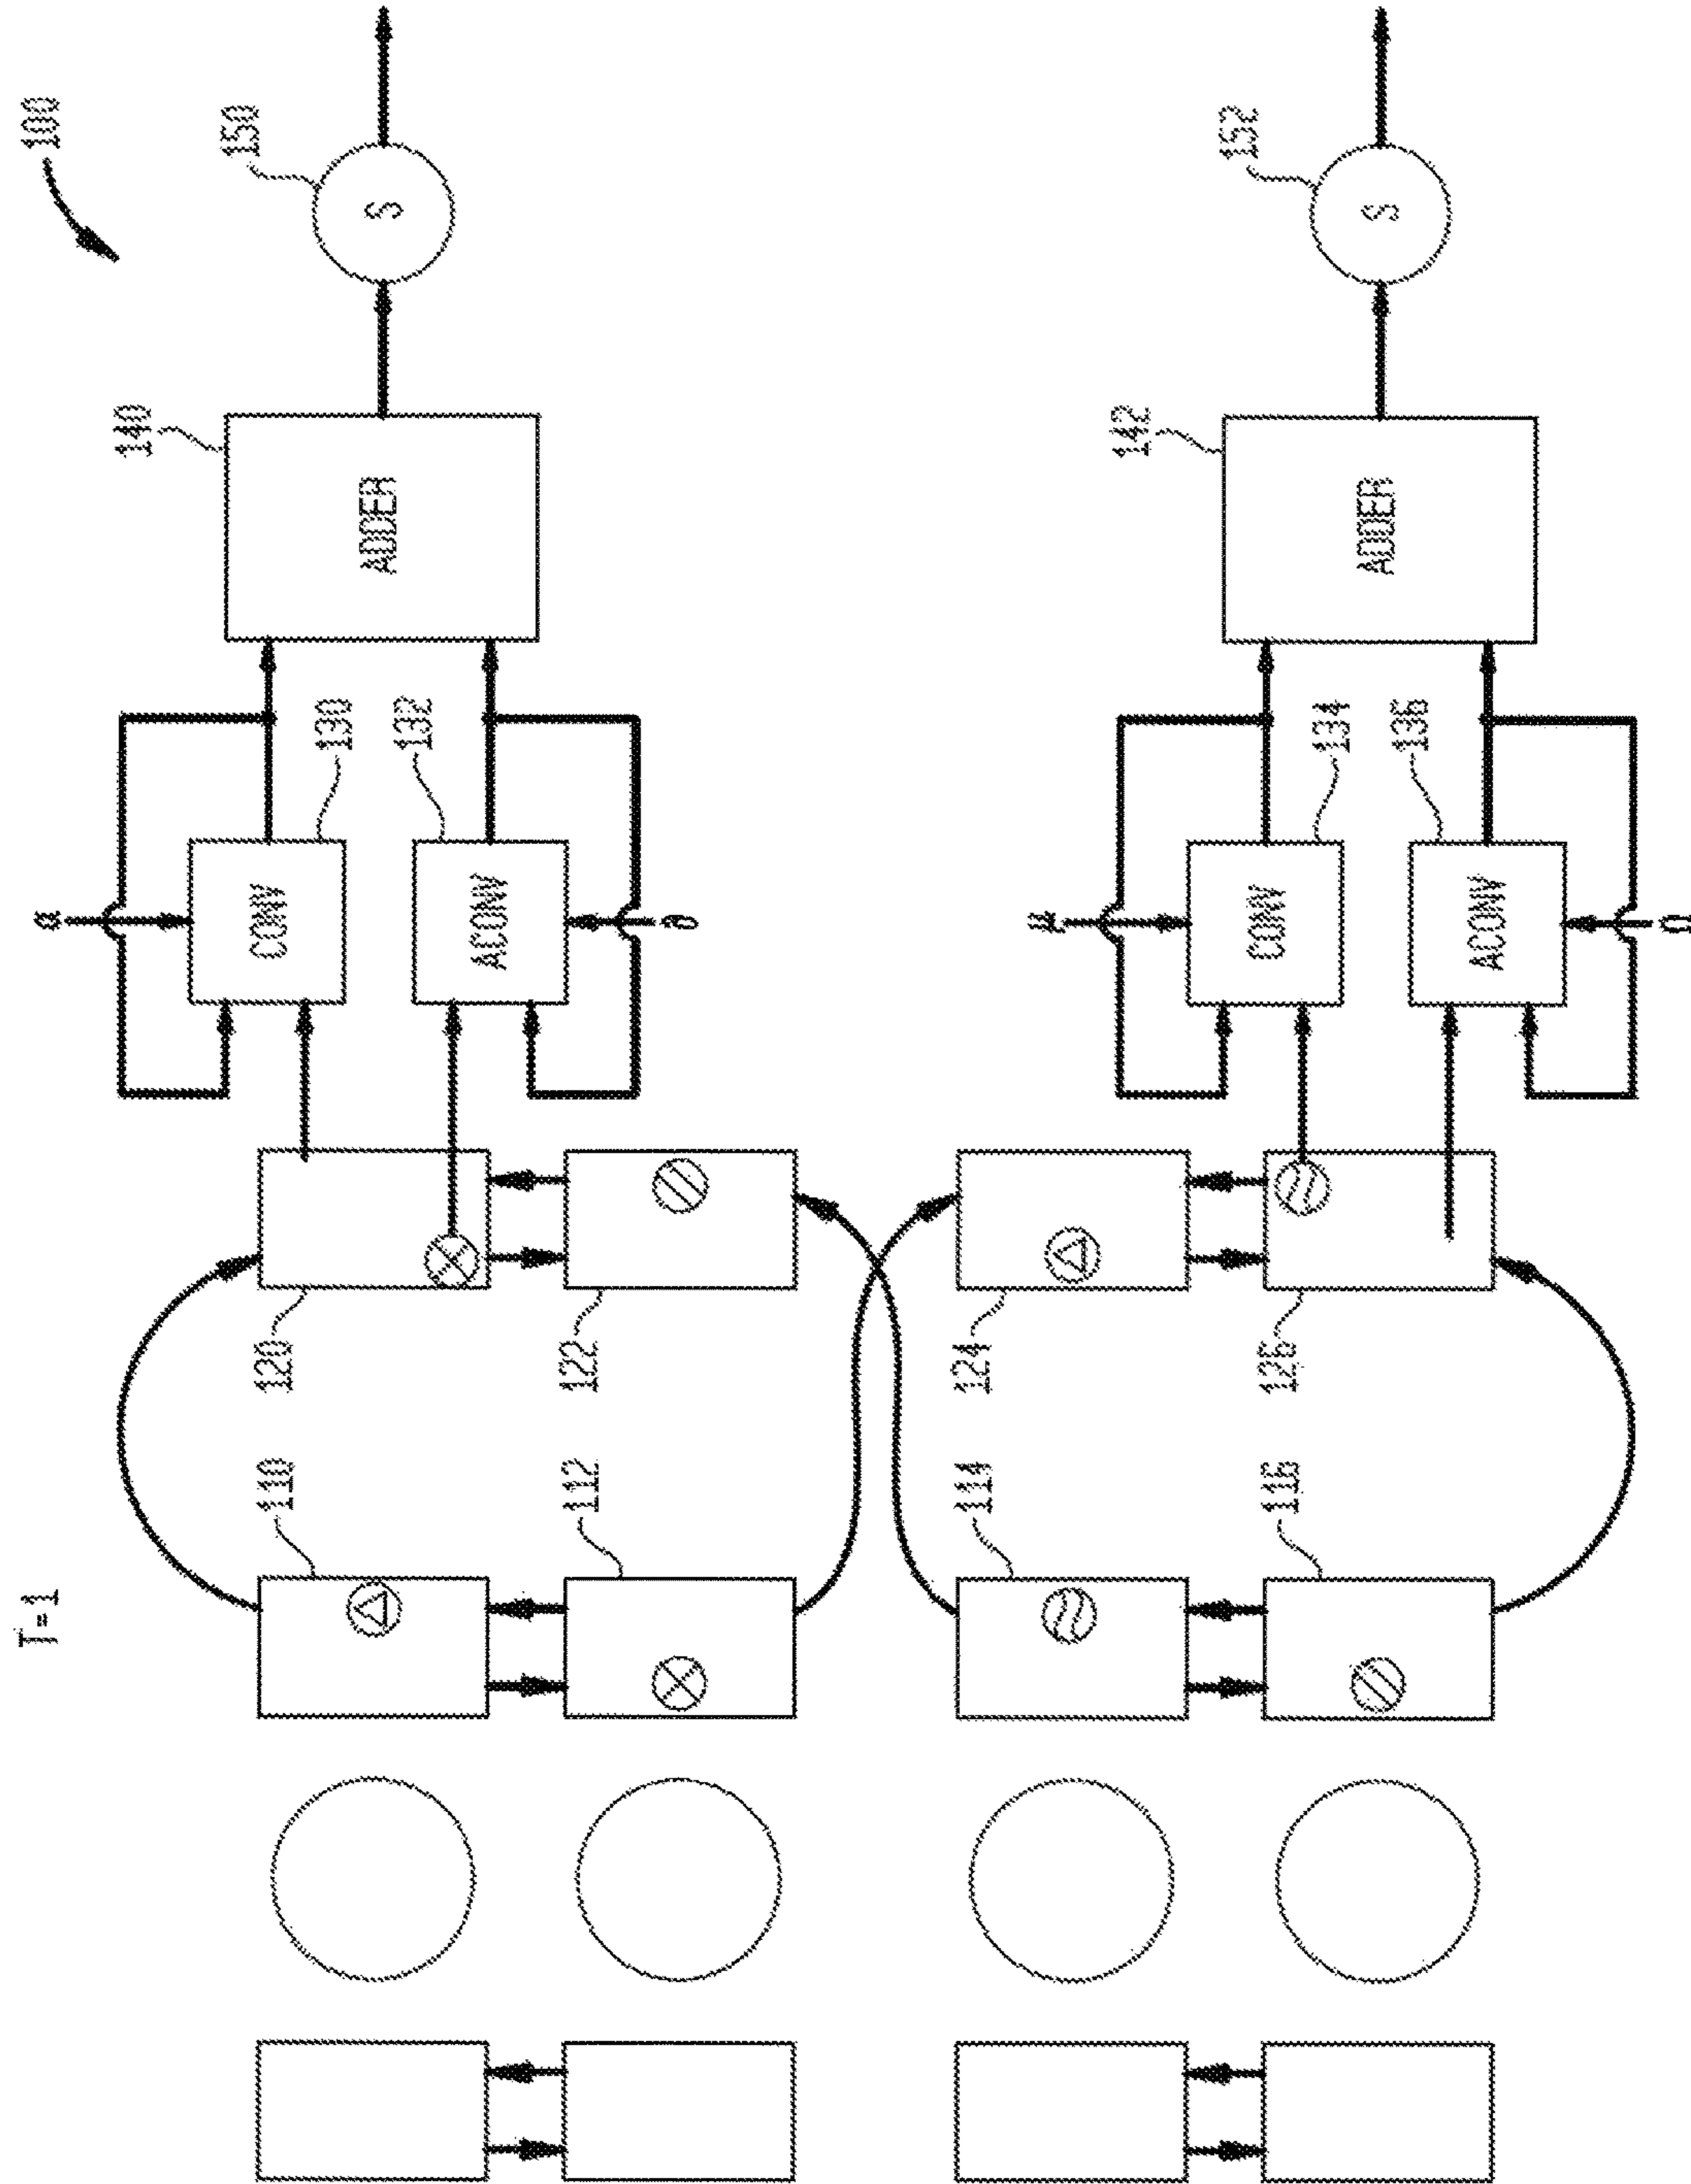 T=1
α
100
140
150
110
120
CONV
130
ADDER
S
132
ACONV
112
122
∂
114
124
μ
142
152
116
126
CONV
134
ADDER
S
136
ACONV
Ω